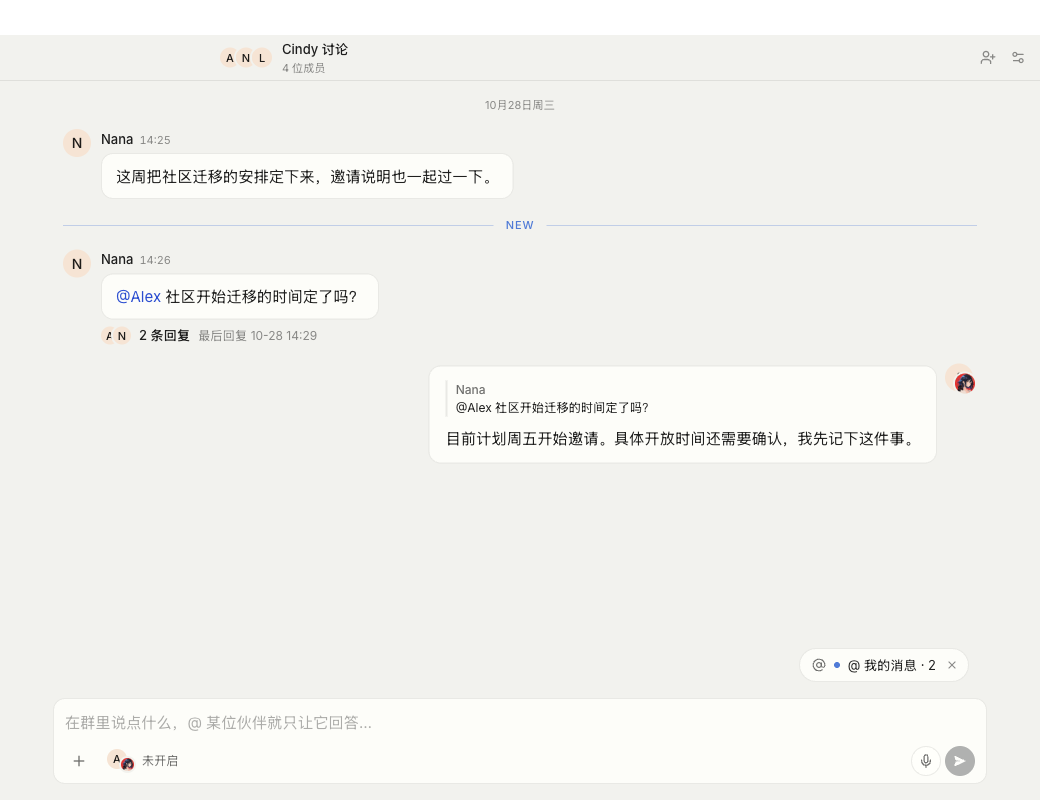 A N L
Cindy 讨论
4 位成员
10月28日周三
N
Nana 14:25
这周把社区迁移的安排定下来，邀请说明也一起过一下。
NEW
N
Nana 14:26
@Alex 社区开始迁移的时间定了吗?
A N 2 条回复 最后回复 10-28 14:29
Nana
@Alex 社区开始迁移的时间定了吗?
目前计划周五开始邀请。具体开放时间还需要确认，我先记下这件事。
@ @ 我的消息 · 2
在群里说点什么，@ 某位伙伴就只让它回答...
A 未开启